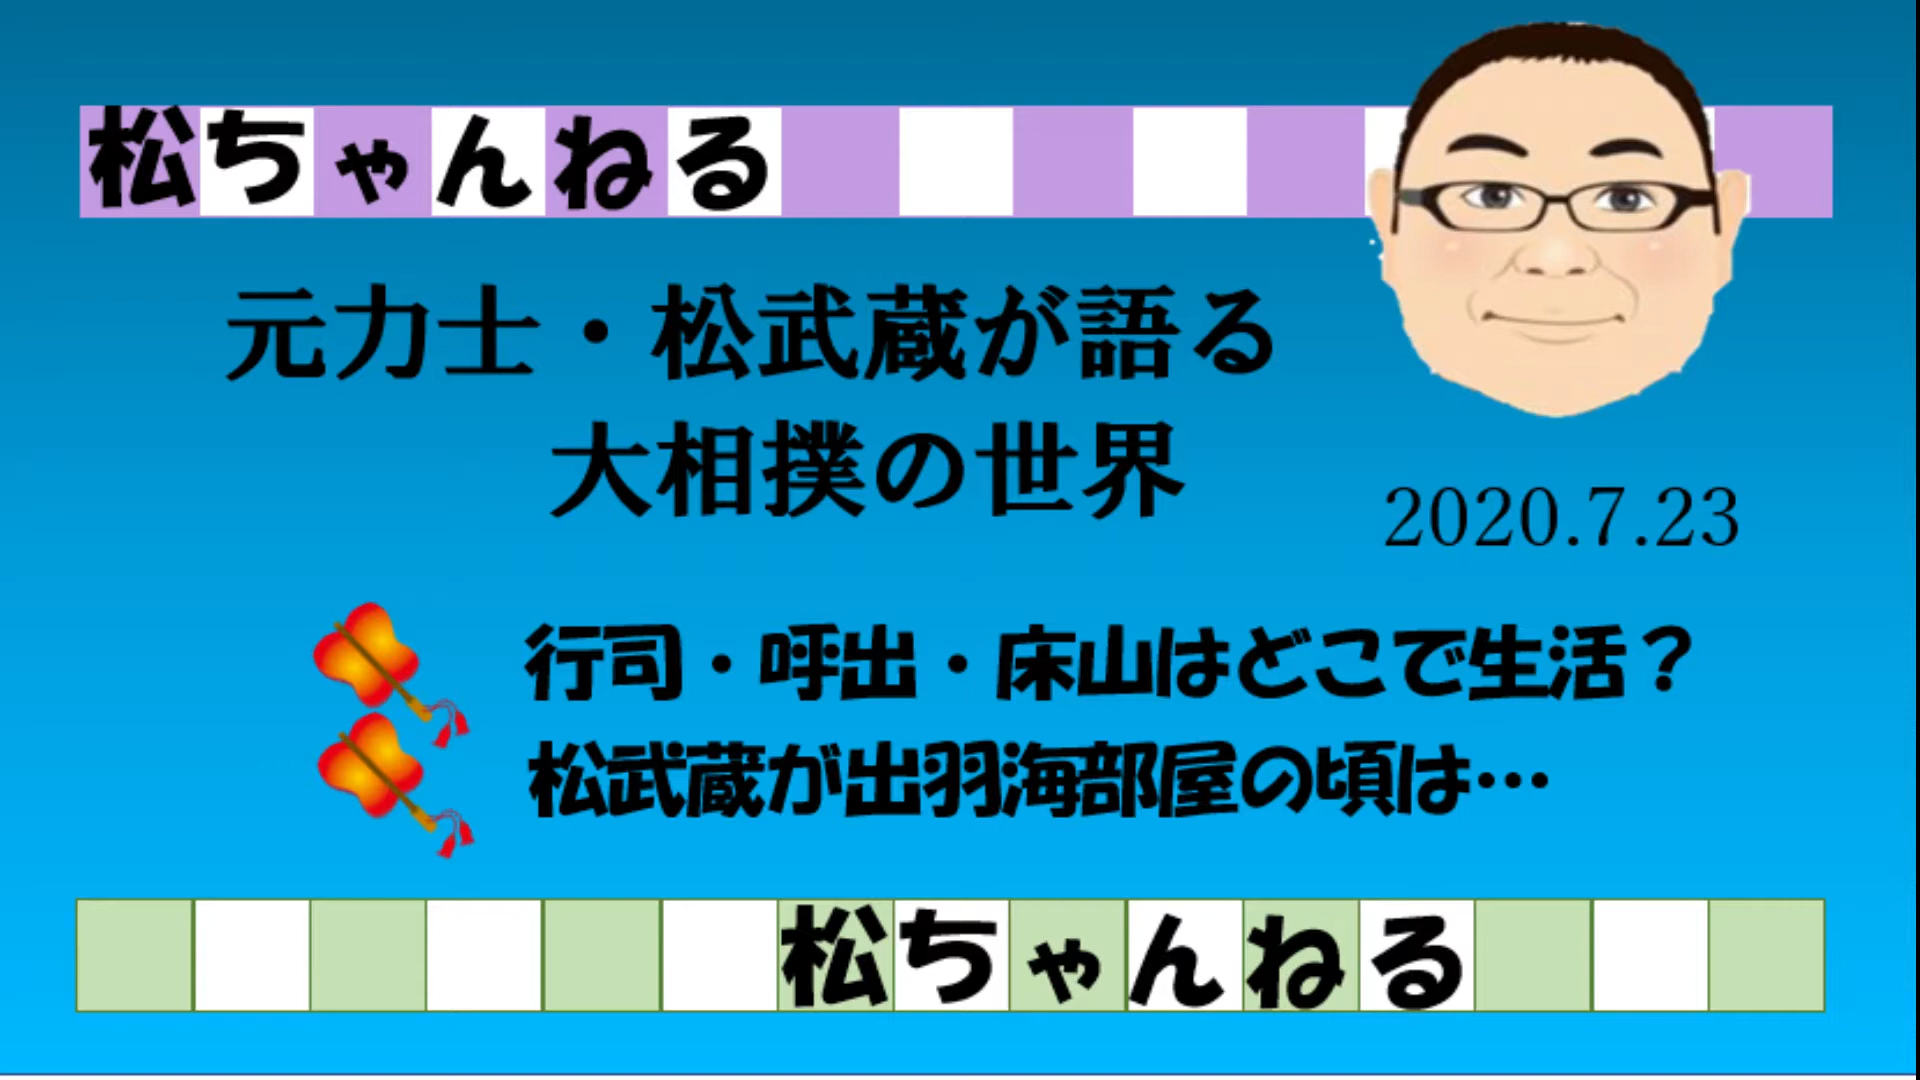 松ちゃんねる
元力士・松武蔵が語る
大相撲の世界
2020.7.23
行司・呼出・床山はどこで生活？
松武蔵が出羽海部屋の頃は…
松ちゃんねる